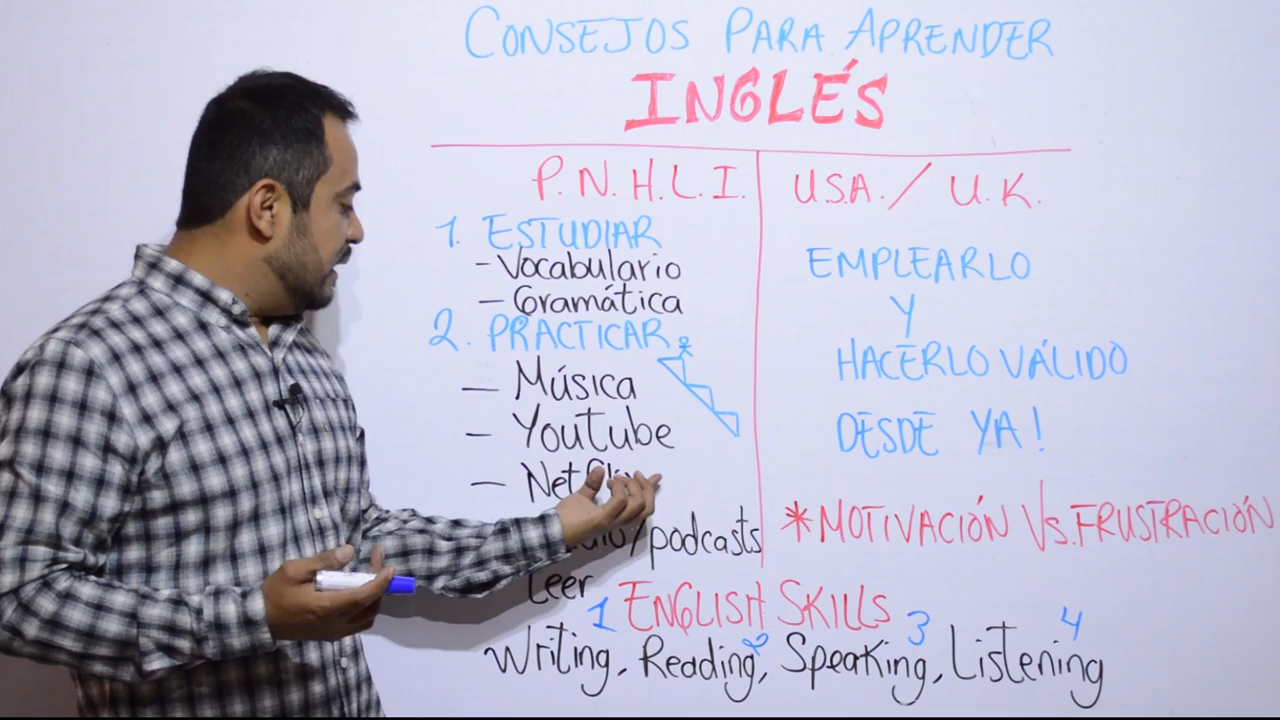 CONSEJOS PARA APRENDER
INGLÉS
P.N.H.L.I.
1. ESTUDIAR
- Vocabulario
- Gramática
2. PRACTICAR
- Música
- Youtube
- Net
/podcasts
Leer
U.S.A. / U.K.
EMPLEARLO
Y
HACERLO VÁLIDO
DESDE YA!
* MOTIVACIÓN Vs. FRUSTRACIÓN
ENGLISH SKILLS
1 2 3 4
Writing, Reading, Speaking, Listening